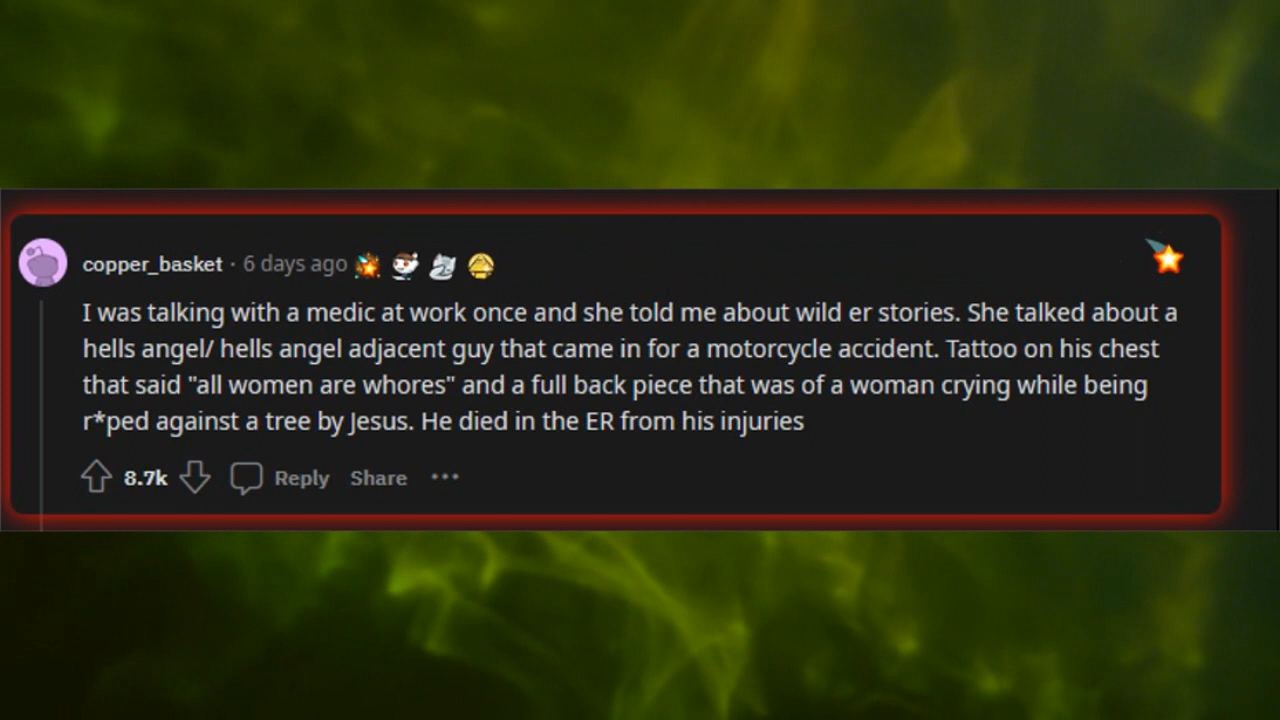 copper_basket · 6 days ago
I was talking with a medic at work once and she told me about wild er stories. She talked about a
hells angel/ hells angel adjacent guy that came in for a motorcycle accident. Tattoo on his chest
that said "all women are whores" and a full back piece that was of a woman crying while being
r*ped against a tree by Jesus. He died in the ER from his injuries
8.7k Reply Share ···